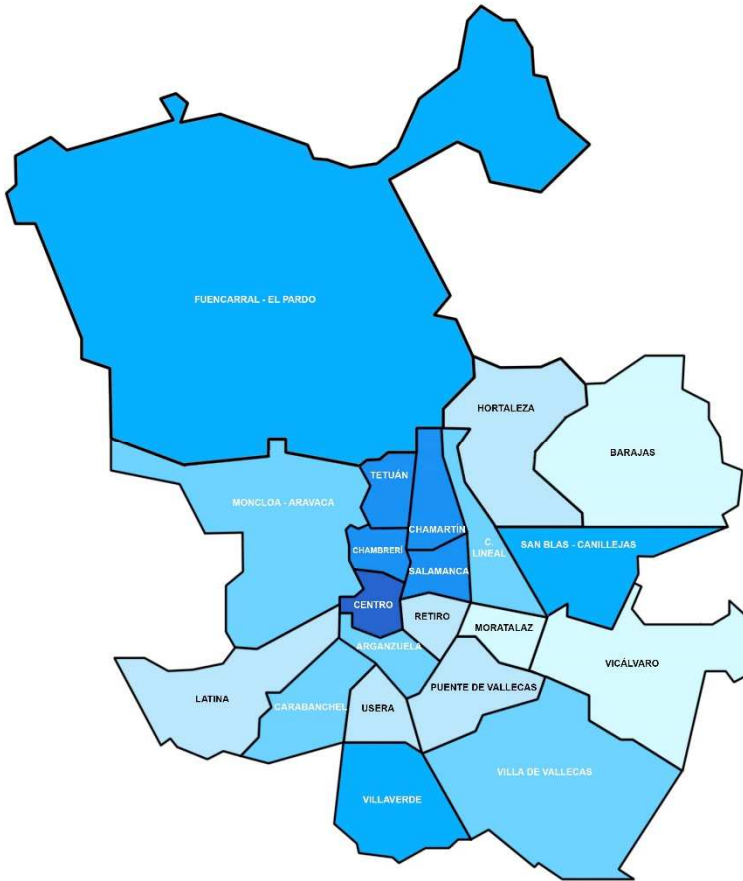 FUENCARRAL - EL PARDO
HORTALEZA
BARAJAS
TETUÁN
MONCLOA - ARAVACA
CHAMARTÍN
C.
LINEAL
SAN BLAS - CANILLEJAS
CHAMBRERÍ
SALAMANCA
CENTRO
RETIRO
MORATALAZ
ARGANZUELA
VICÁLVARO
LATINA
PUENTE DE VALLECAS
CARABANCHEL
USERA
VILLA DE VALLECAS
VILLAVERDE